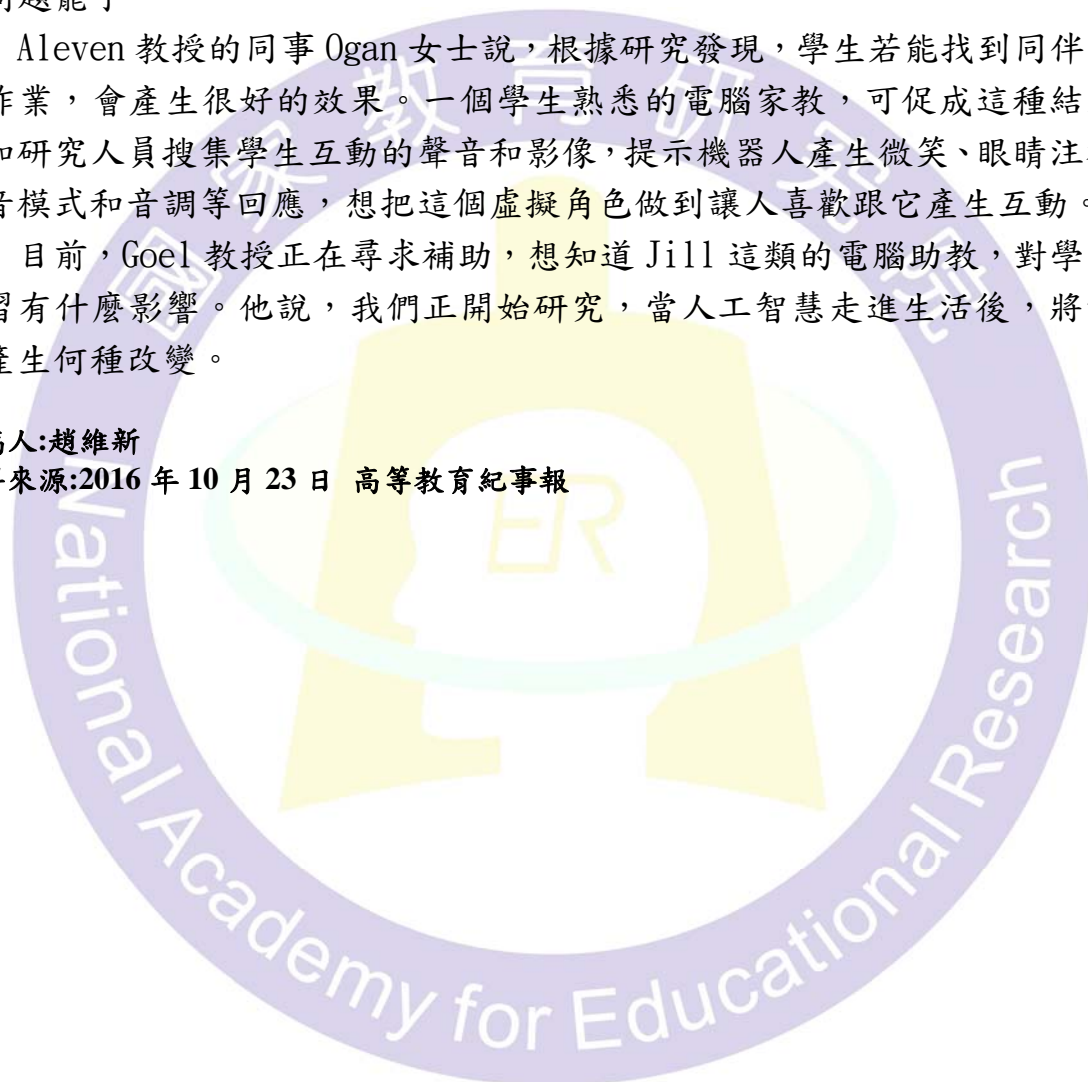 Aleven 教授的同事 Ogan 女士說,根據研究發現,學生若能找到同伴
作業,會產生很好的效果。一個學生熟悉的電腦家教,可促成這種結
和研究人員搜集學生互動的聲音和影像,提示機器人產生微笑、眼睛注
音模式和音調等回應,想把這個虛擬角色做到讓人喜歡跟它產生互動。
目前,Goel 教授正在尋求補助,想知道 Jill 這類的電腦助教,對學
習有什麼影響。他說,我們正開始研究,當人工智慧走進生活後,將
產生何種改變。
人:趙維新
來源:2016 年 10 月 23 日 高等教育紀事報
國家教育研究院
ER
National Academy for Educational Research